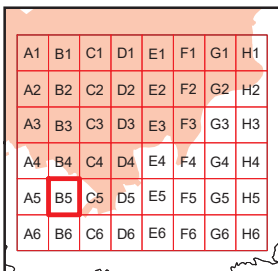 A1 B1 C1 D1 E1 F1 G1 H1
A2 B2 C2 D2 E2 F2 G2 H2
A3 B3 C3 D3 E3 F3 G3 H3
A4 B4 C4 D4 E4 F4 G4 H4
A5 B5 C5 D5 E5 F5 G5 H5
A6 B6 C6 D6 E6 F6 G6 H6